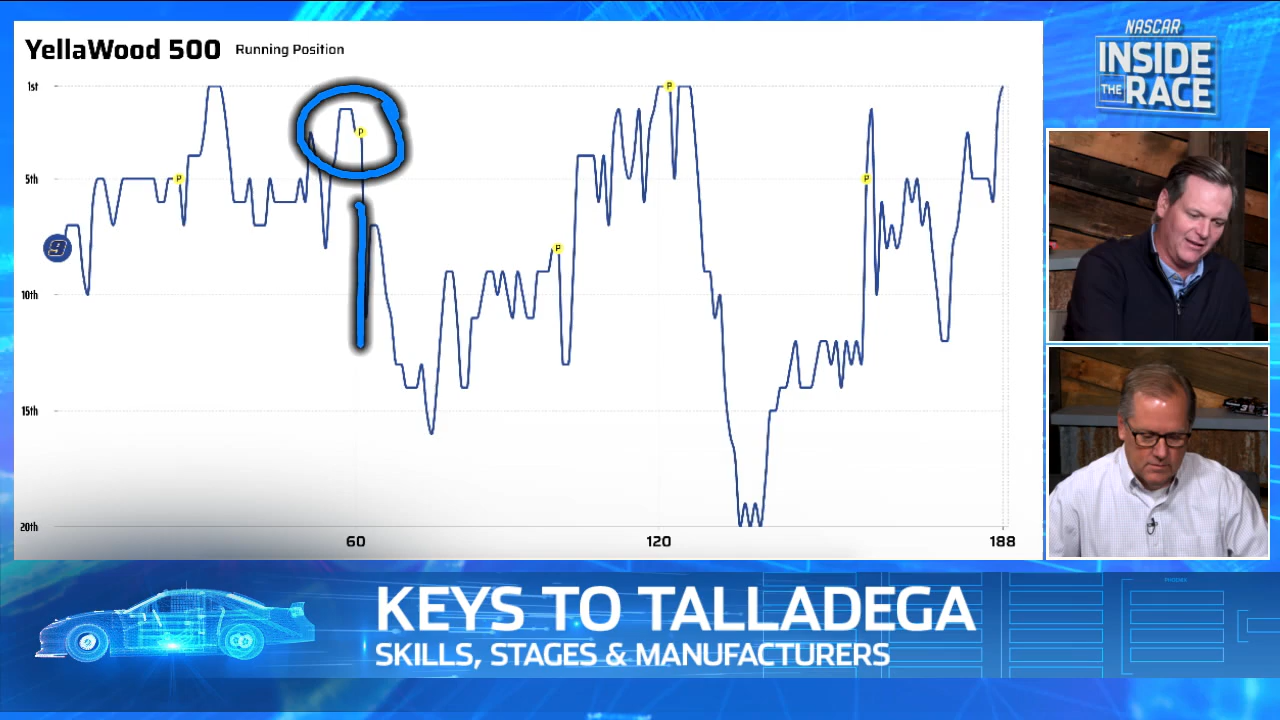 YellaWood 500 Running Position
1st
P
P
P
5th
P
P
9
10th
15th
20th
60 120 188
NASCAR
INSIDE
THE RACE
KEYS TO TALLADEGA
SKILLS, STAGES & MANUFACTURERS
PHOENIX